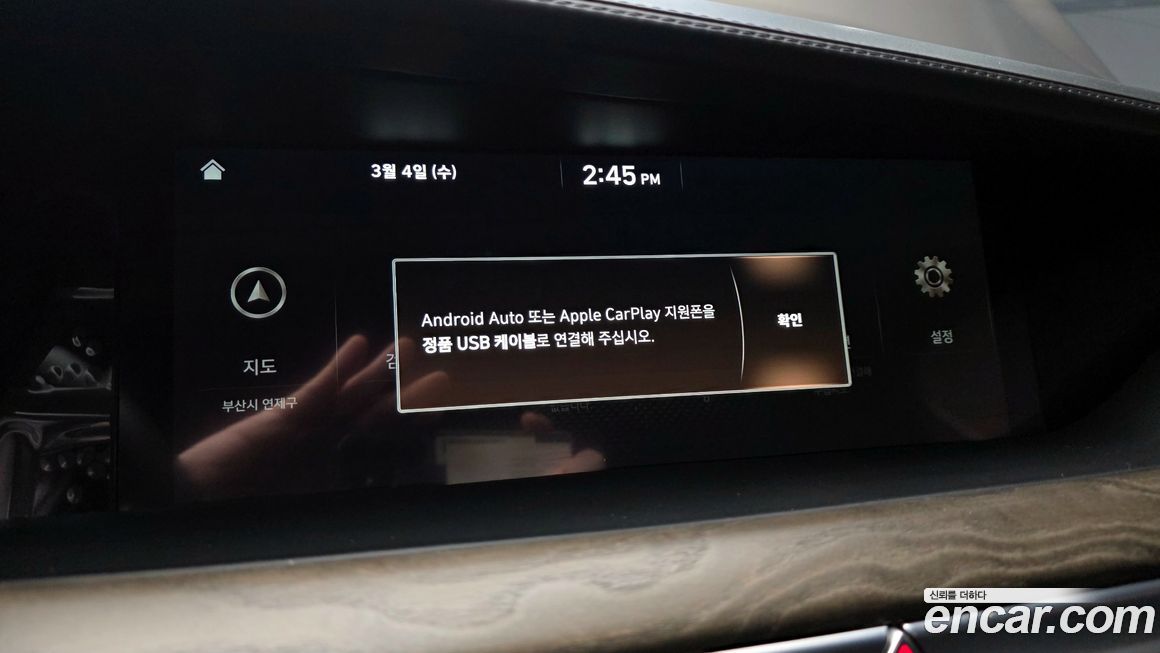 3월 4일 (수)
2:45 PM
Android Auto 또는 Apple CarPlay 지원폰을
정품 USB 케이블로 연결해 주십시오.
확인
지도
부산시 연제구
설정
신뢰를 더하다
encar.com